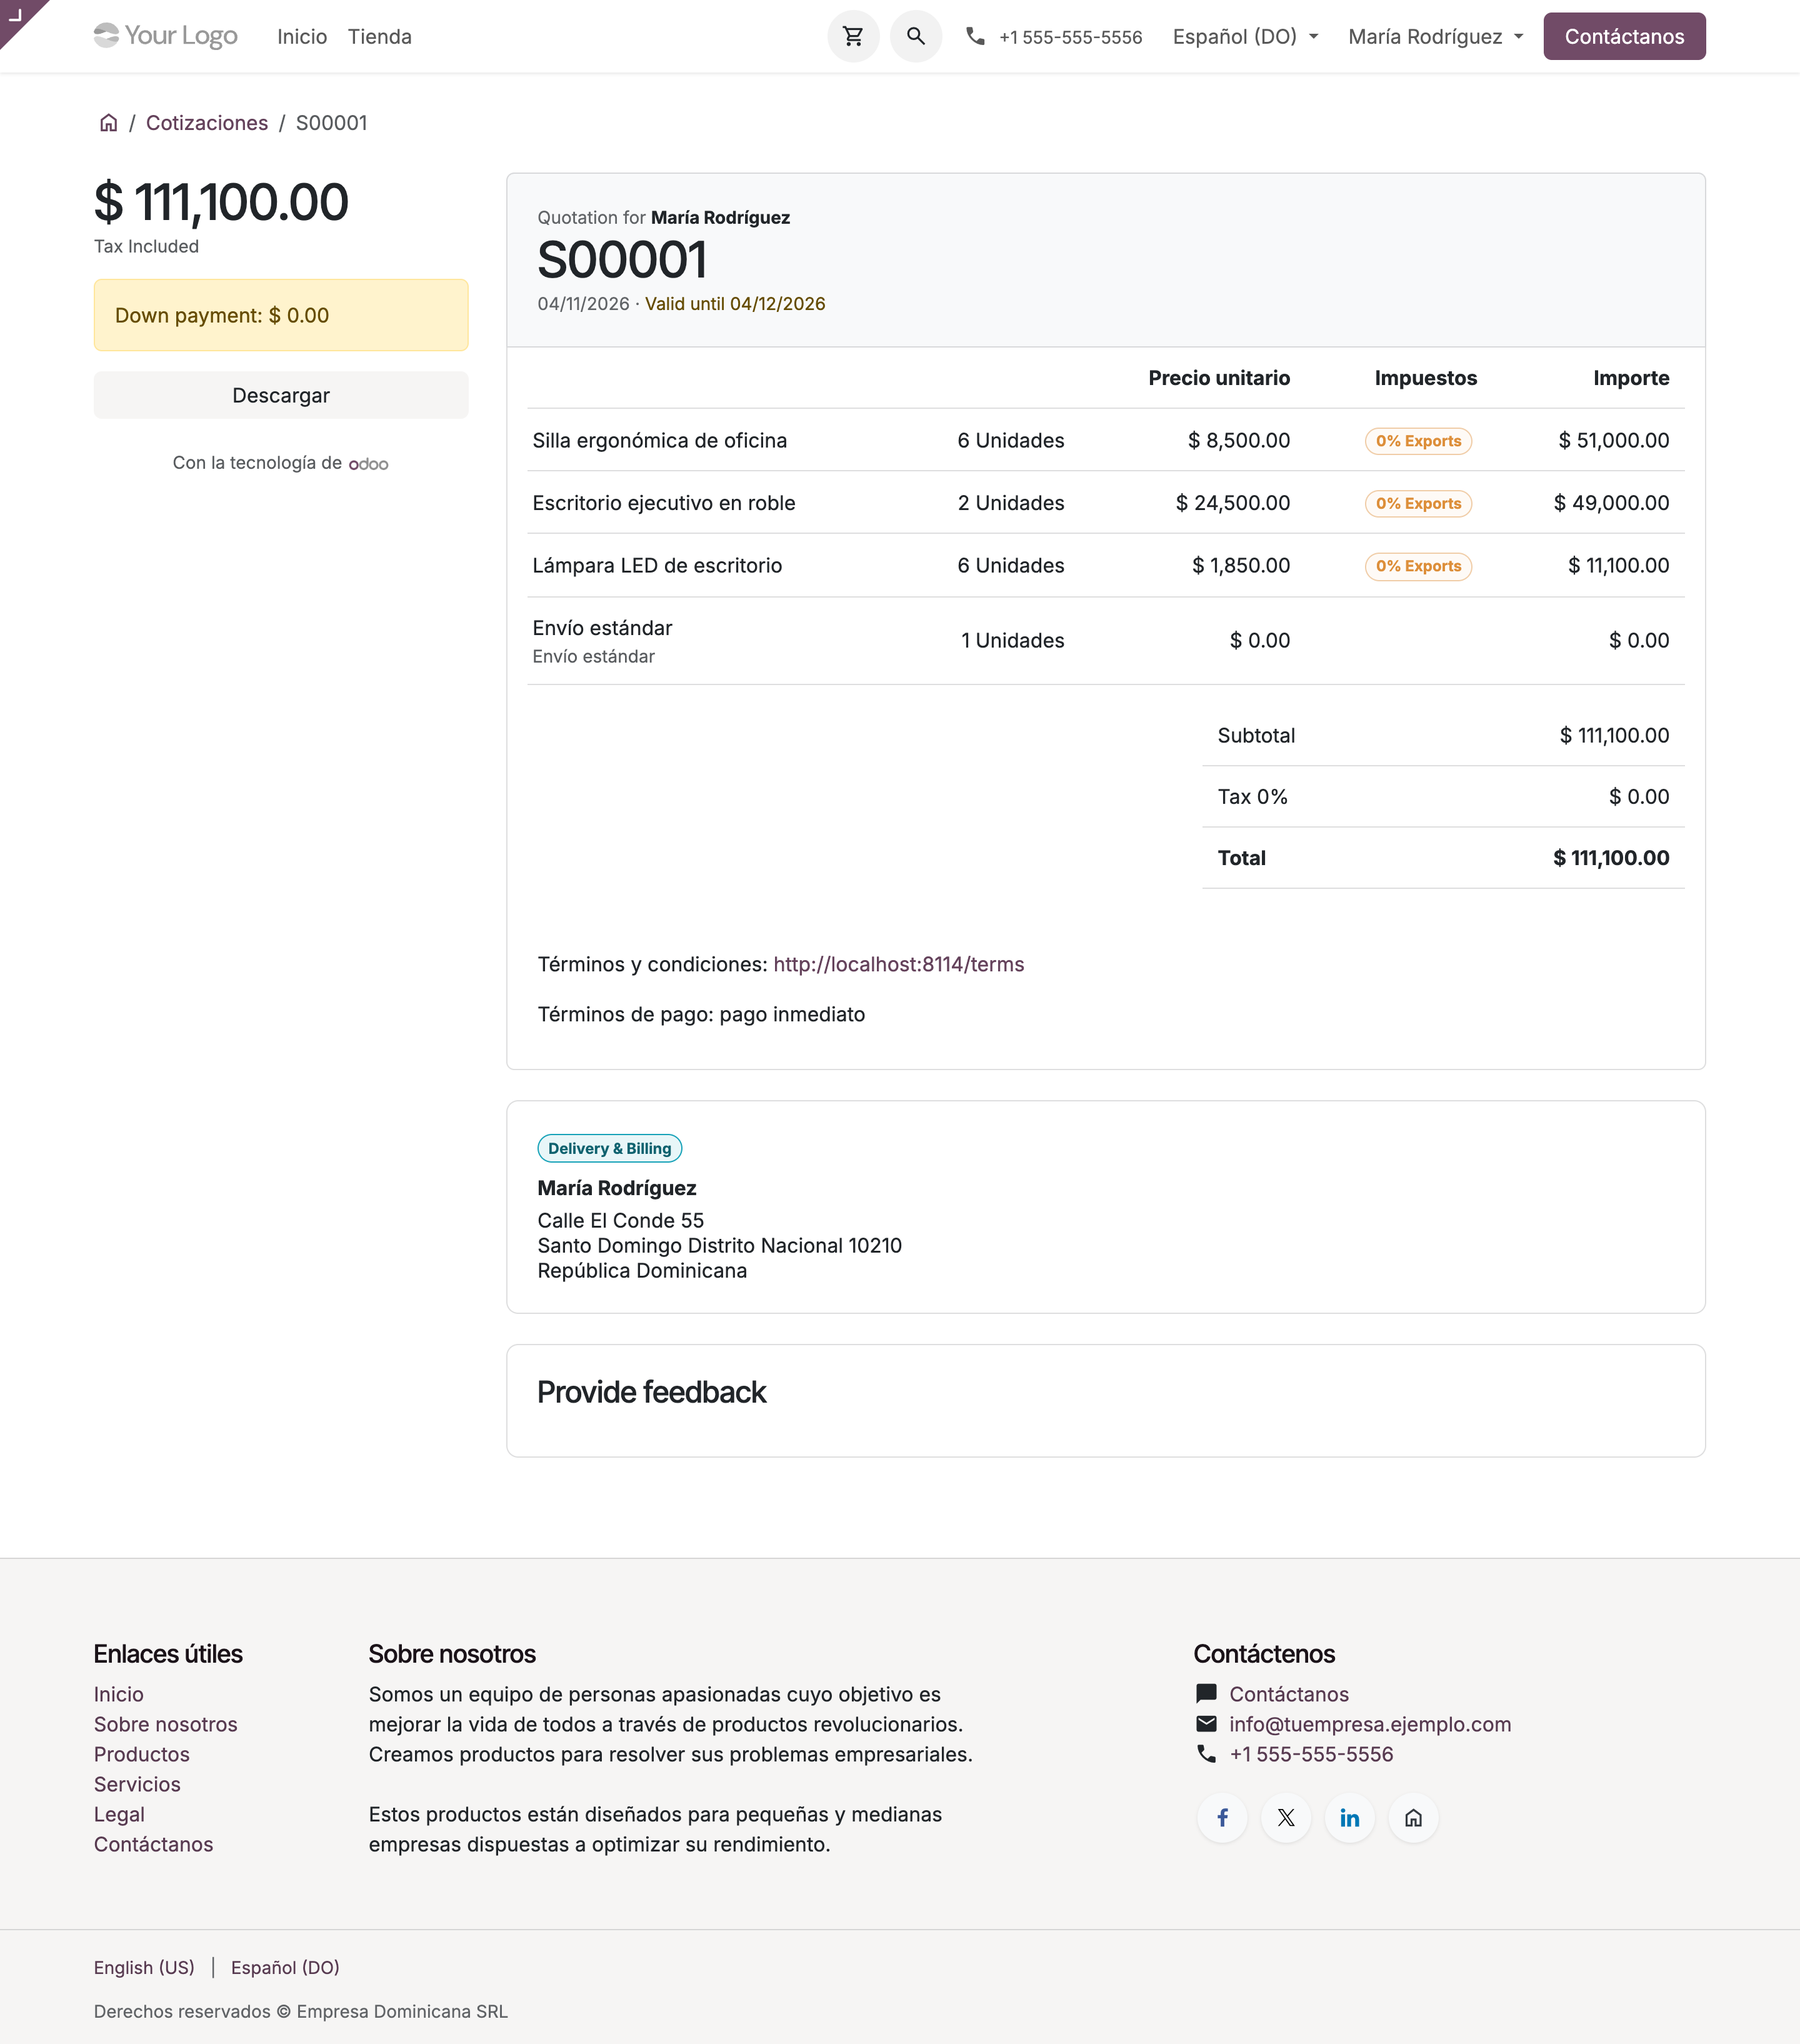 Your Logo
Inicio
Tienda
+1 555-555-5556
Español (DO)
María Rodríguez
Contáctanos
/ Cotizaciones / S00001
$ 111,100.00
Tax Included
Down payment: $ 0.00
Descargar
Con la tecnología de odoo
Quotation for María Rodríguez
S00001
04/11/2026 · Valid until 04/12/2026
Precio unitario Impuestos Importe
Silla ergonómica de oficina 6 Unidades $ 8,500.00 0% Exports $ 51,000.00
Escritorio ejecutivo en roble 2 Unidades $ 24,500.00 0% Exports $ 49,000.00
Lámpara LED de escritorio 6 Unidades $ 1,850.00 0% Exports $ 11,100.00
Envío estándar 1 Unidades $ 0.00 $ 0.00
Envío estándar
Subtotal $ 111,100.00
Tax 0% $ 0.00
Total $ 111,100.00
Términos y condiciones: http://localhost:8114/terms
Términos de pago: pago inmediato
Delivery & Billing
María Rodríguez
Calle El Conde 55
Santo Domingo Distrito Nacional 10210
República Dominicana
Provide feedback
Enlaces útiles
Inicio
Sobre nosotros
Productos
Servicios
Legal
Contáctanos
Sobre nosotros
Somos un equipo de personas apasionadas cuyo objetivo es
mejorar la vida de todos a través de productos revolucionarios.
Creamos productos para resolver sus problemas empresariales.
Estos productos están diseñados para pequeñas y medianas
empresas dispuestas a optimizar su rendimiento.
Contáctenos
Contáctanos
info@tuempresa.ejemplo.com
+1 555-555-5556
English (US) | Español (DO)
Derechos reservados © Empresa Dominicana SRL